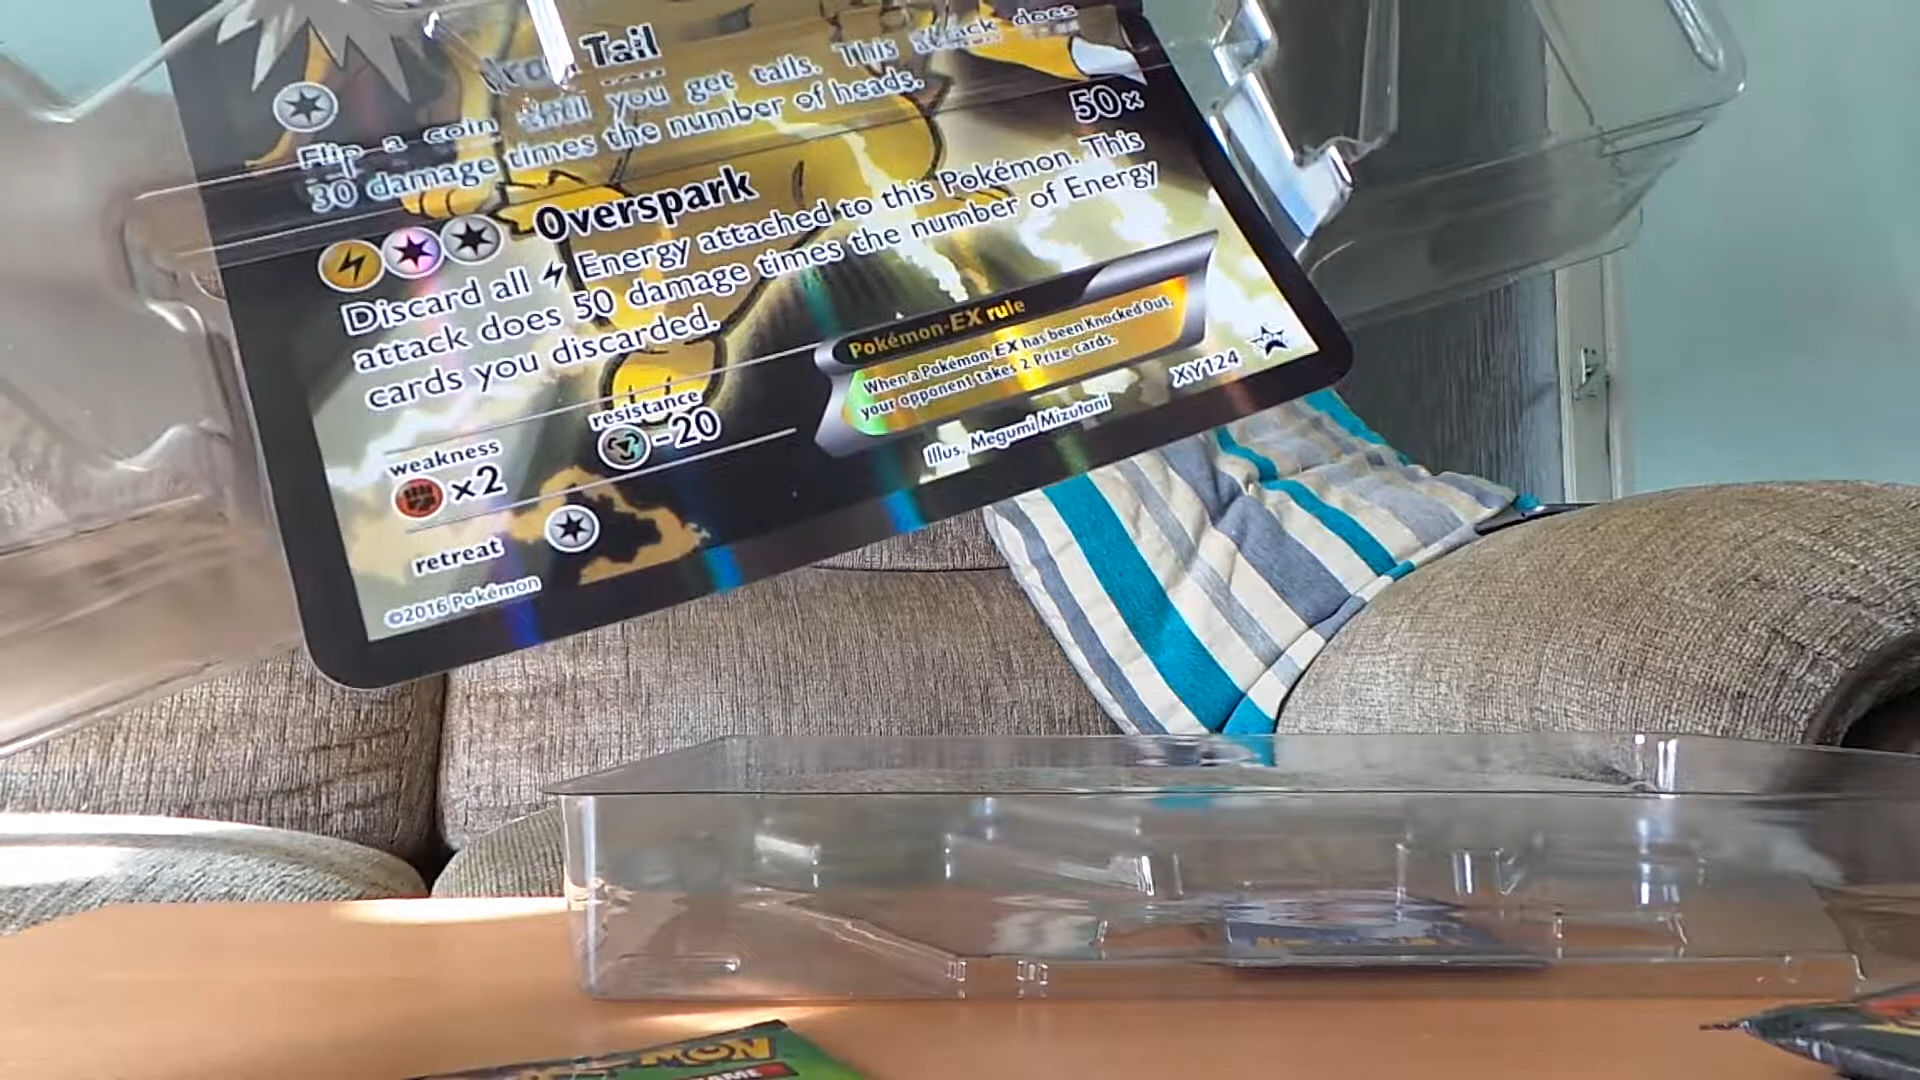 Iron Tail
Flip a coin until you get tails. This attack does
30 damage times the number of heads.
Overspark
50×
Discard all Energy attached to this Pokémon. This
attack does 50 damage times the number of Energy
cards you discarded.
Pokémon-EX rule
When a Pokémon-EX has been Knocked Out,
your opponent takes 2 Prize cards.
weakness
×2
resistance
-20
retreat
Illus. Megumi Mizutani
XY124
©2016 Pokémon
GAME